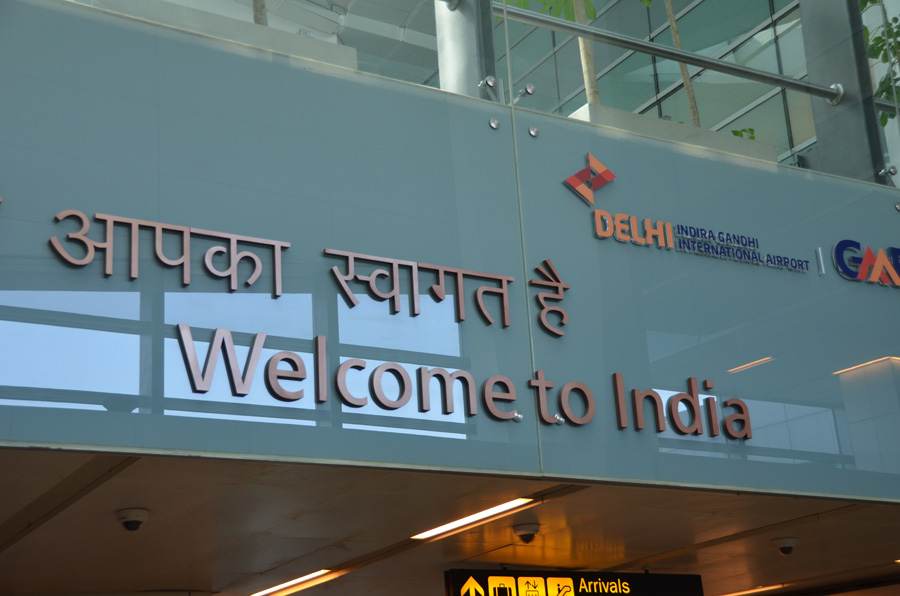 आपका स्वागत है
Welcome to India
DELHI
INDIRA GANDHI
INTERNATIONAL AIRPORT
Arrivals